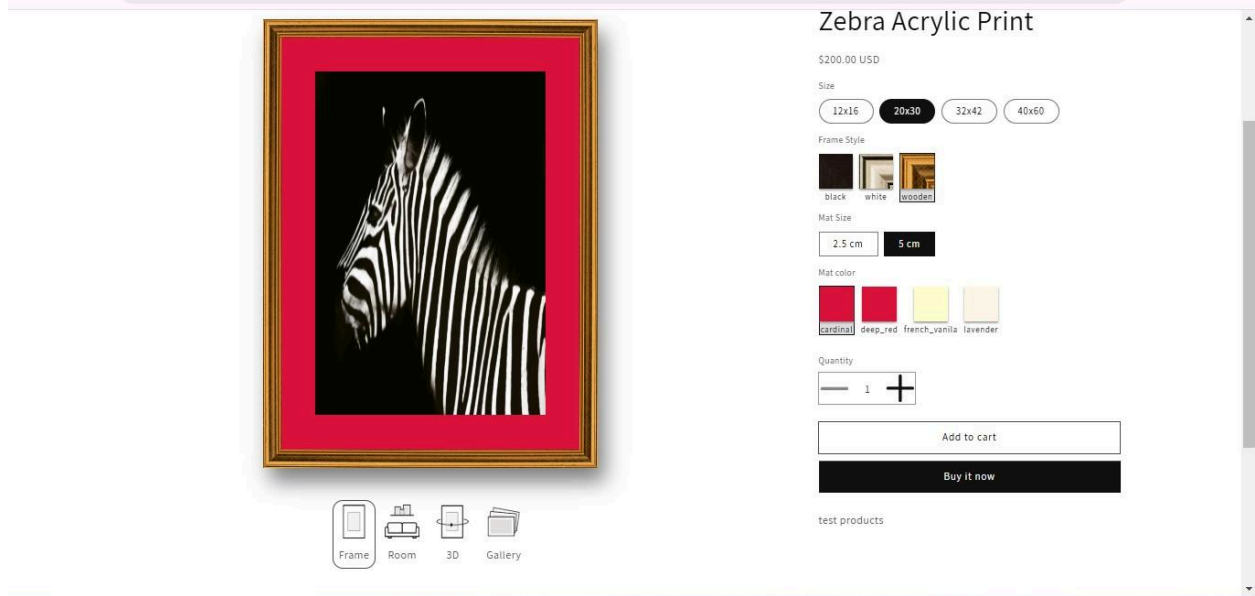 Zebra Acrylic Print
$200.00 USD
Size
12x16 20x30 32x42 40x60
Frame Style
black white wooden
Mat Size
2.5 cm 5 cm
Mat color
cardinal deep_red french_vanila lavender
Quantity
1
Add to cart
Buy it now
test products
Frame Room 3D Gallery